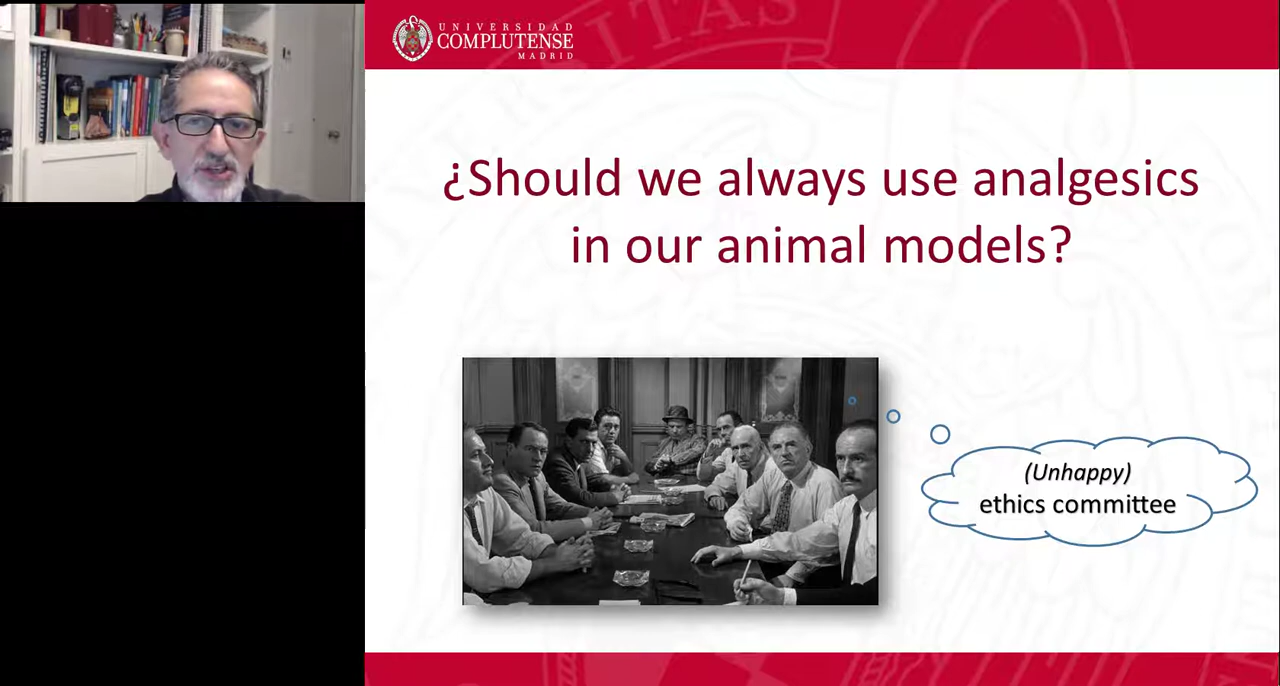 UNIVERSIDAD
COMPLUTENSE
MADRID
¿Should we always use analgesics
in our animal models?
(Unhappy)
ethics committee